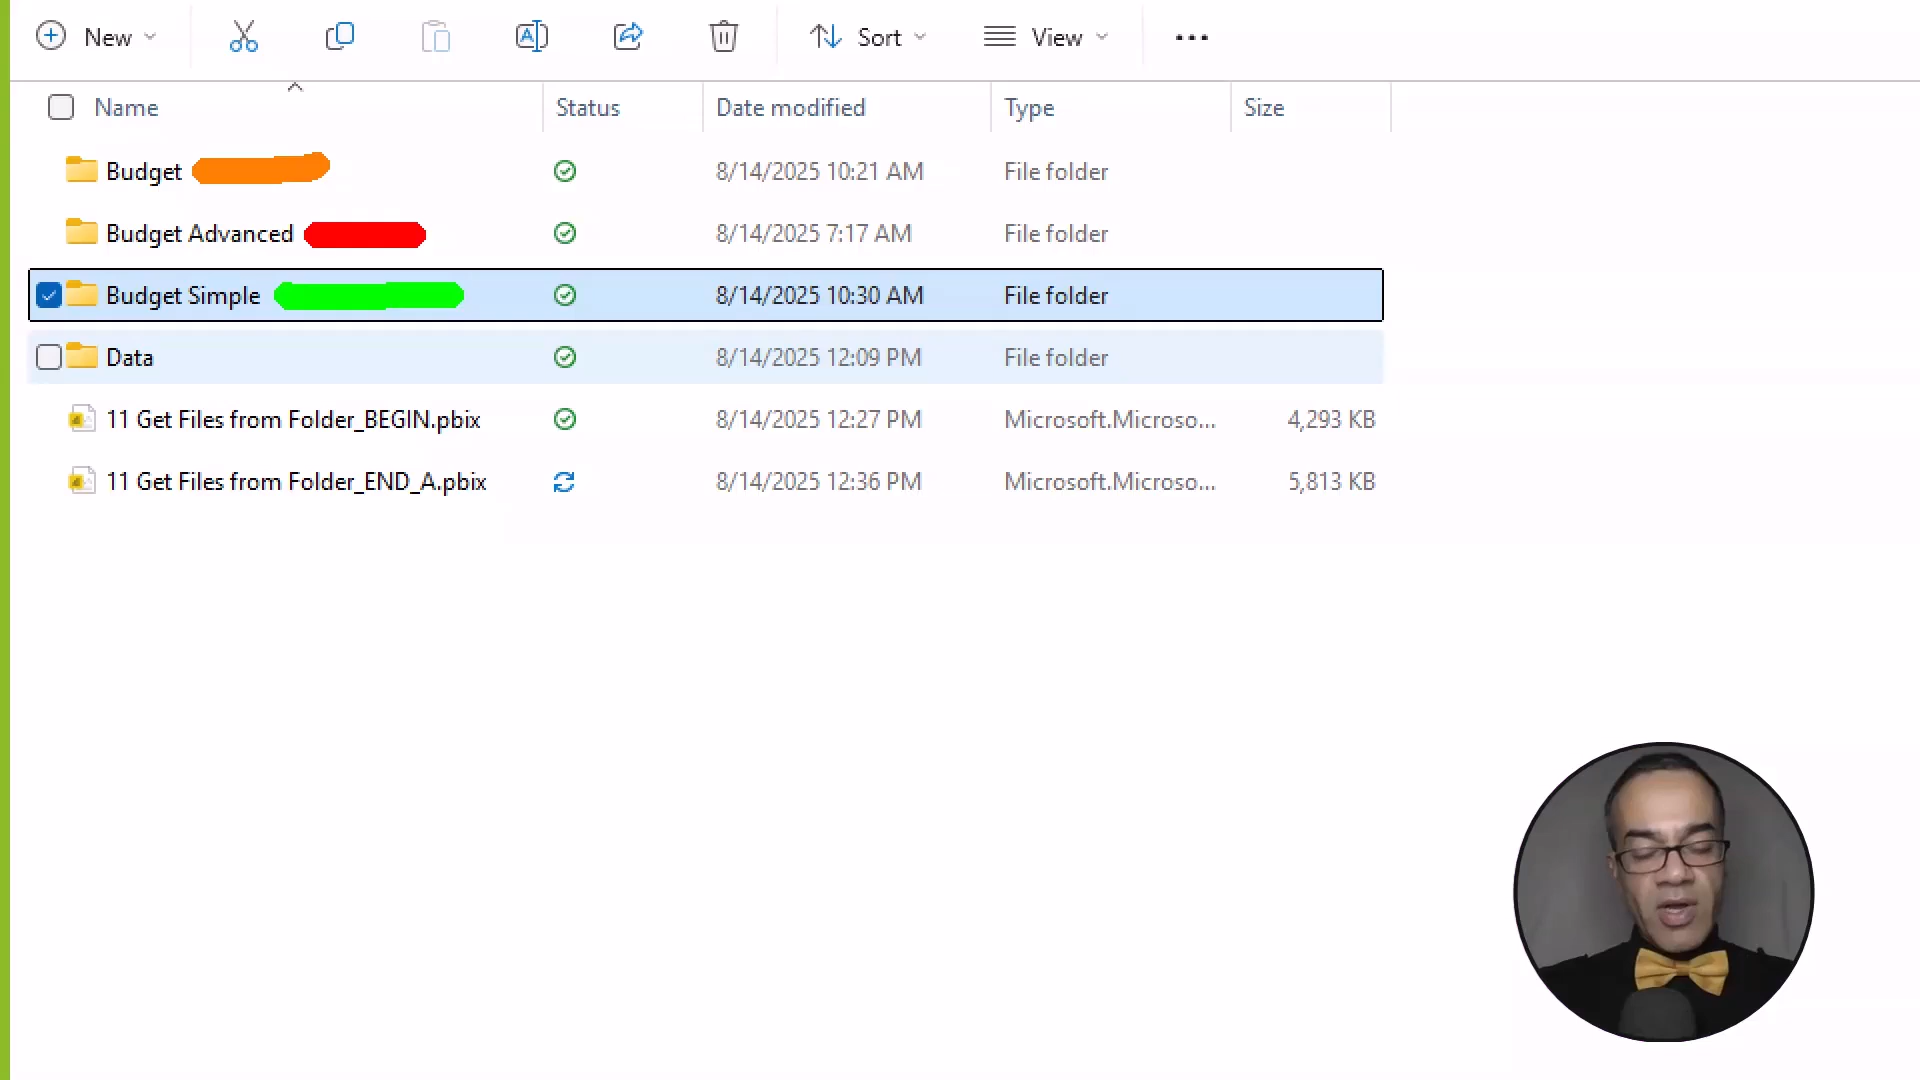 New Sort View
Name Status Date modified Type Size
Budget 8/14/2025 10:21 AM File folder
Budget Advanced 8/14/2025 7:17 AM File folder
Budget Simple 8/14/2025 10:30 AM File folder
Data 8/14/2025 12:09 PM File folder
11 Get Files from Folder_BEGIN.pbix 8/14/2025 12:27 PM Microsoft.Microso... 4,293 KB
11 Get Files from Folder_END_A.pbix 8/14/2025 12:36 PM Microsoft.Microso... 5,813 KB